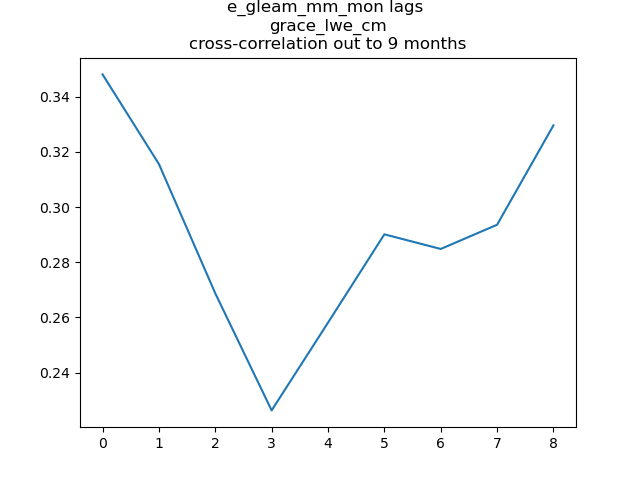 e_gleam_mm_mon lags
grace_lwe_cm
cross-correlation out to 9 months
0.34
0.32
0.30
0.28
0.26
0.24
0 1 2 3 4 5 6 7 8